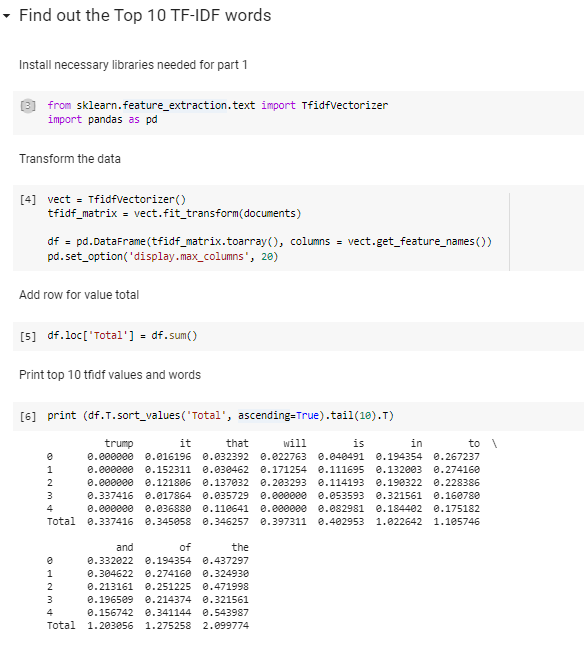 Find out the Top 10 TF-IDF words
Install necessary libraries needed for part 1
[3] from sklearn.feature_extraction.text import TfidfVectorizer
import pandas as pd
Transform the data
[4] vect = TfidfVectorizer()
tfidf_matrix = vect.fit_transform(documents)
df = pd.DataFrame(tfidf_matrix.toarray(), columns = vect.get_feature_names())
pd.set_option('display.max_columns', 20)
Add row for value total
[5] df.loc['Total'] = df.sum()
Print top 10 tfidf values and words
[6] print (df.T.sort_values('Total', ascending=True).tail(10).T)
trump it that will is in to \
0 0.000000 0.016196 0.032392 0.022763 0.040491 0.194354 0.267237
1 0.000000 0.152311 0.030462 0.171254 0.111695 0.132003 0.274160
2 0.000000 0.121806 0.137032 0.203293 0.114193 0.190322 0.228386
3 0.337416 0.017864 0.035729 0.000000 0.053593 0.321561 0.160780
4 0.000000 0.036880 0.110641 0.000000 0.082981 0.184402 0.175182
Total 0.337416 0.345058 0.346257 0.397311 0.402953 1.022642 1.105746
and of the
0 0.332022 0.194354 0.437297
1 0.304622 0.274160 0.324930
2 0.213161 0.251225 0.471998
3 0.196509 0.214374 0.321561
4 0.156742 0.341144 0.543987
Total 1.203056 1.275258 2.099774